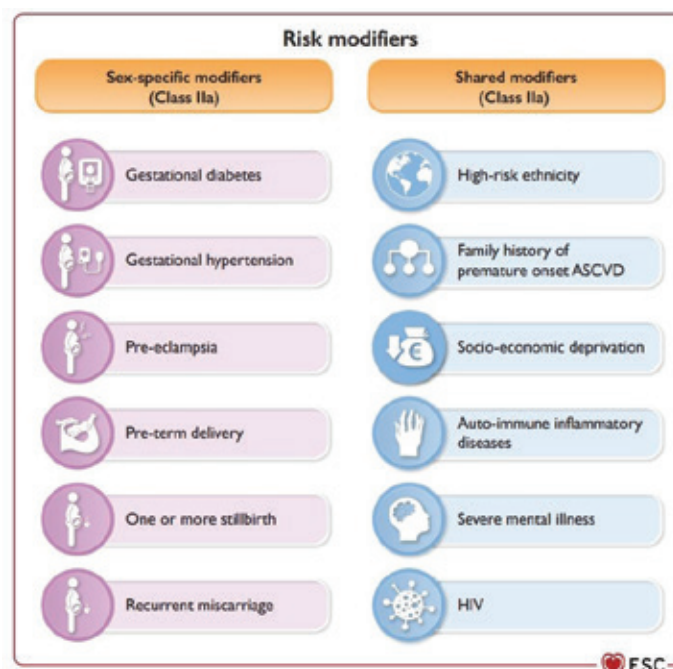 Risk modifiers
Sex-specific modifiers
(Class IIa)
Shared modifiers
(Class IIa)
Gestational diabetes
High-risk ethnicity
Gestational hypertension
Family history of
premature onset ASCVD
Pre-eclampsia
Socio-economic deprivation
€
Pre-term delivery
Auto-immune inflammatory
diseases
One or more stillbirth
Severe mental illness
Recurrent miscarriage
HIV
ESC